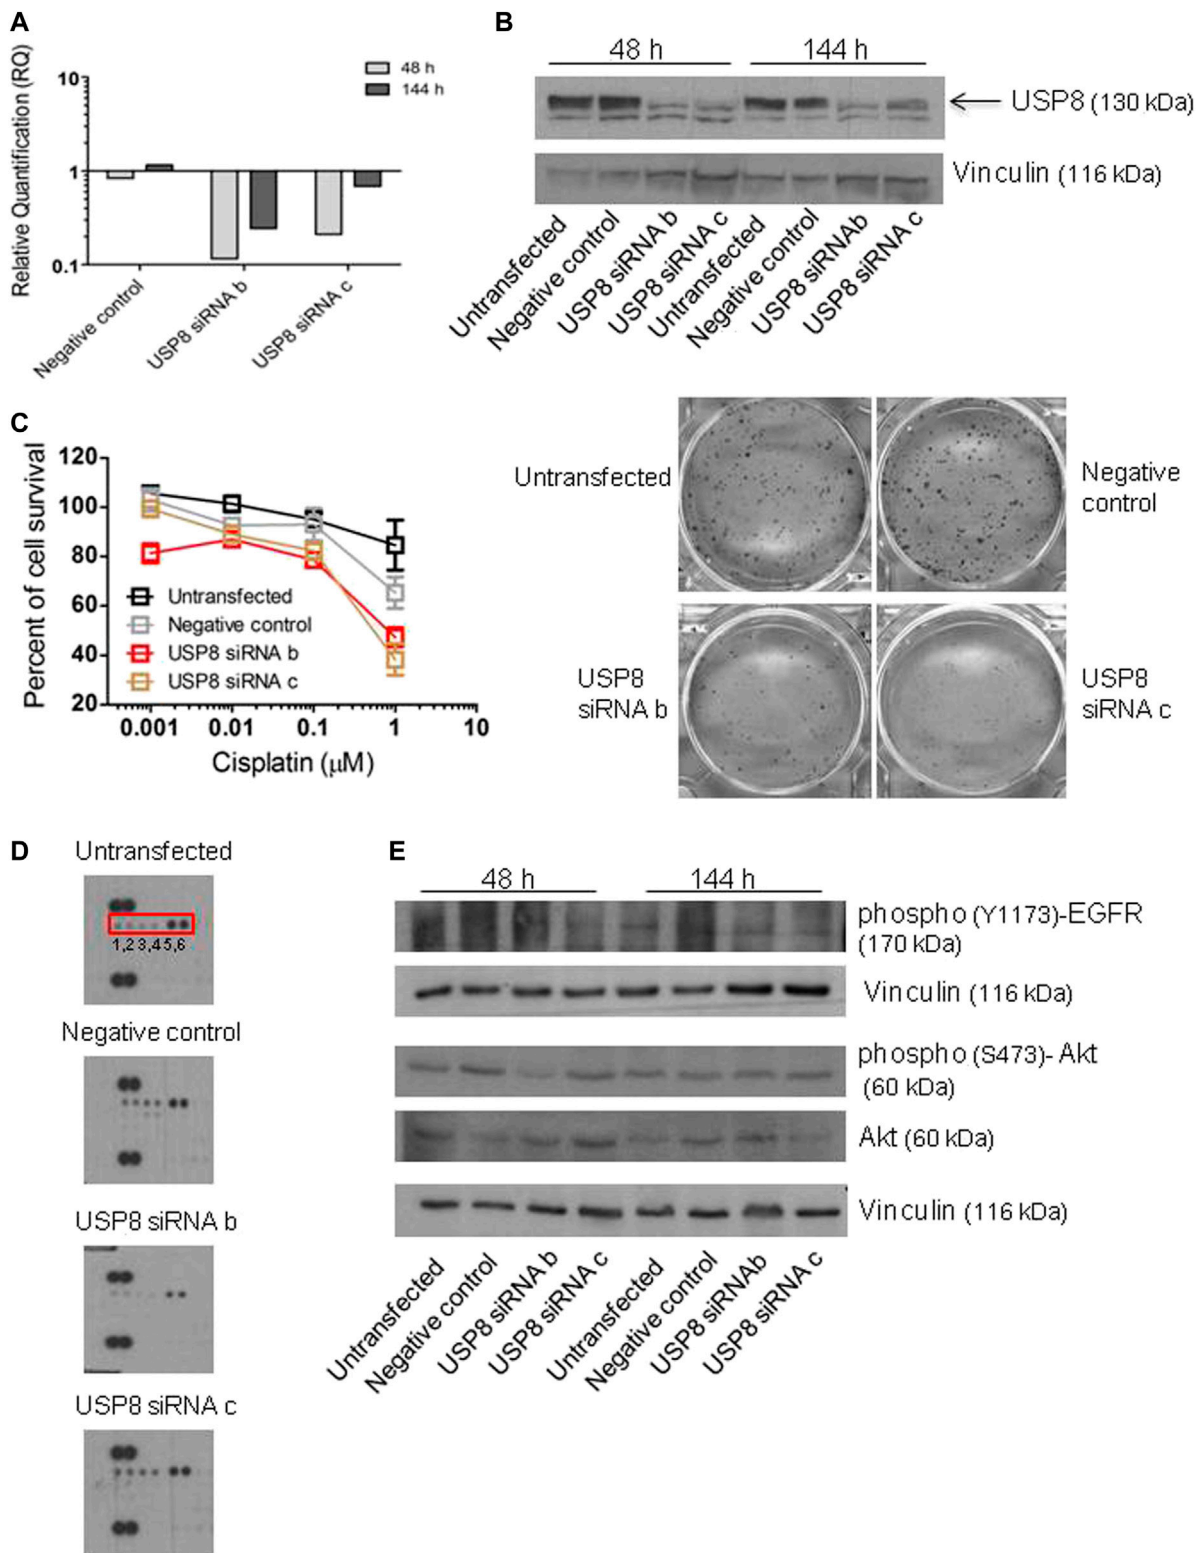 A
Relative Quantification (RQ)
10
1
0.1
48 h
144 h
Negative control
USP8 siRNA b
USP8 siRNA c
B
48 h
144 h
USP8 (130 kDa)
Vinculin (116 kDa)
Untransfected
Negative control
USP8 siRNA b
USP8 siRNA c
Untransfected
Negative control
USP8 siRNAb
USP8 siRNA c
C
Percent of cell survival
120
100
80
60
40
20
Untransfected
Negative control
USP8 siRNA b
USP8 siRNA c
0.001
0.01
0.1
1
10
Cisplatin (µM)
Untransfected
Negative
control
USP8
siRNA b
USP8
siRNA c
D
Untransfected
1,2 3,4 5,6
Negative control
USP8 siRNA b
USP8 siRNA c
E
48 h
144 h
phospho (Y1173)-EGFR
(170 kDa)
Vinculin (116 kDa)
phospho (S473)- Akt
(60 kDa)
Akt (60 kDa)
Vinculin (116 kDa)
Untransfected
Negative control
USP8 siRNA b
USP8 siRNA c
Untransfected
Negative control
USP8 siRNAb
USP8 siRNA c